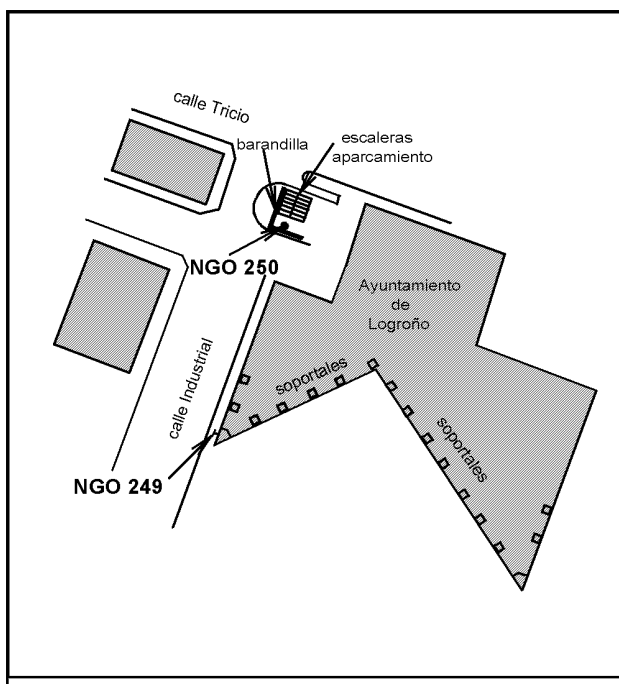 calle Tricio
barandilla
escaleras
aparcamiento
NGO 250
Ayuntamiento
de
Logroño
soportales
calle Industrial
soportales
NGO 249